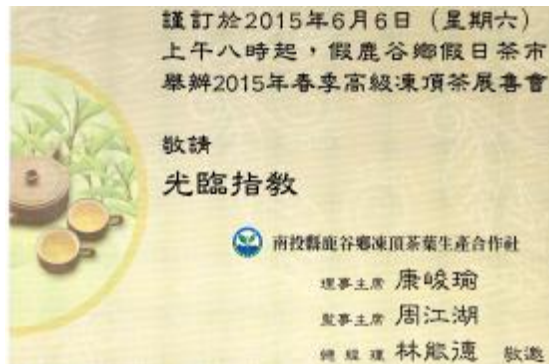 謹訂於2015年6月6日（星期六）
上午八時起，假鹿谷鄉假日茶市
舉辦2015年春季高級凍頂茶展售會
敬請
光臨指教
南投縣鹿谷鄉凍頂茶葉生產合作社
理事主席 康峻瑜
監事主席 周江湖
總經理 林能德 敬邀